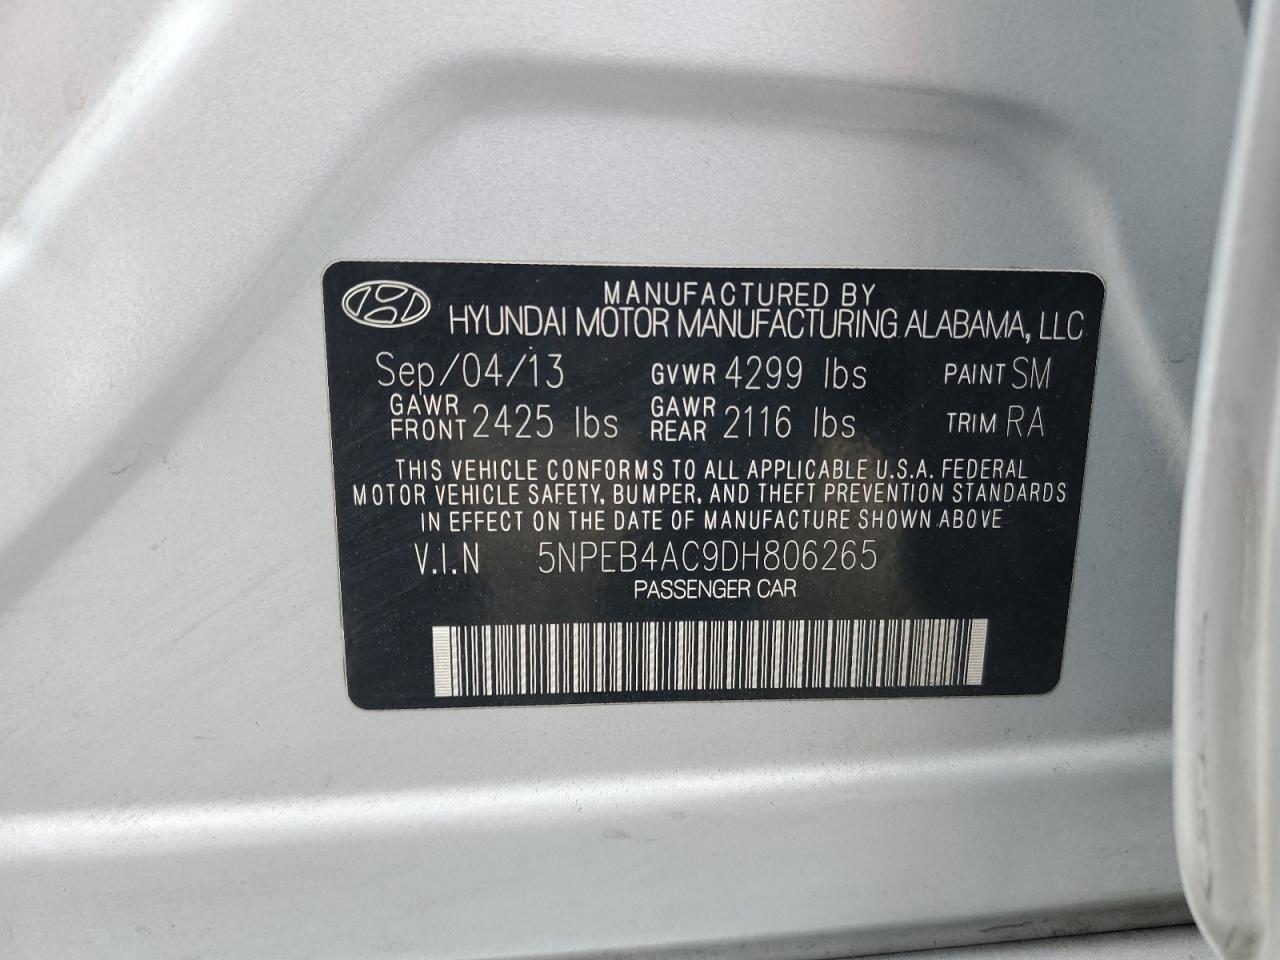 MANUFACTURED BY
HYUNDAI MOTOR MANUFACTURING ALABAMA, LLC
Sep/04/13 GVWR 4299 lbs PAINT SM
GAWR FRONT 2425 lbs GAWR REAR 2116 lbs TRIM RA
THIS VEHICLE CONFORMS TO ALL APPLICABLE U.S.A. FEDERAL
MOTOR VEHICLE SAFETY, BUMPER, AND THEFT PREVENTION STANDARDS
IN EFFECT ON THE DATE OF MANUFACTURE SHOWN ABOVE
V.I.N 5NPEB4AC9DH806265
PASSENGER CAR